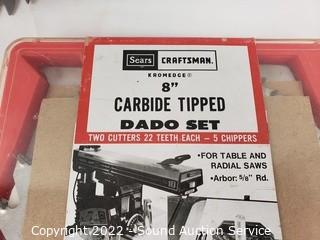 Sears CRAFTSMAN.
KROMEDGE®
8"
CARBIDE TIPPED
DADO SET
TWO CUTTERS 22 TEETH EACH – 5 CHIPPERS
•FOR TABLE AND
RADIAL SAWS
•Arbor: 5/8" Rd.
Copyright 2022 - Sound Auction Service